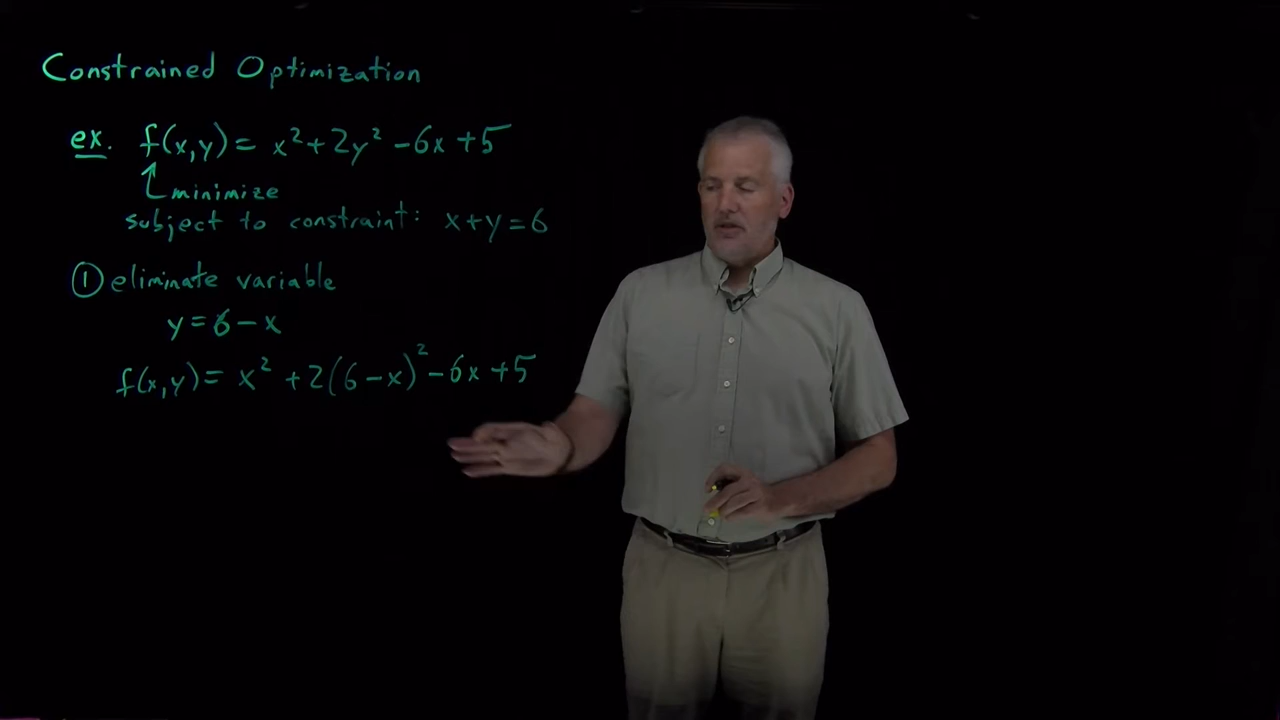 Constrained Optimization
ex. f(x,y) = x² + 2y² - 6x + 5
minimize
subject to constraint: x + y = 6
① eliminate variable
y = 6 - x
f(x,y) = x² + 2(6 - x)² - 6x + 5